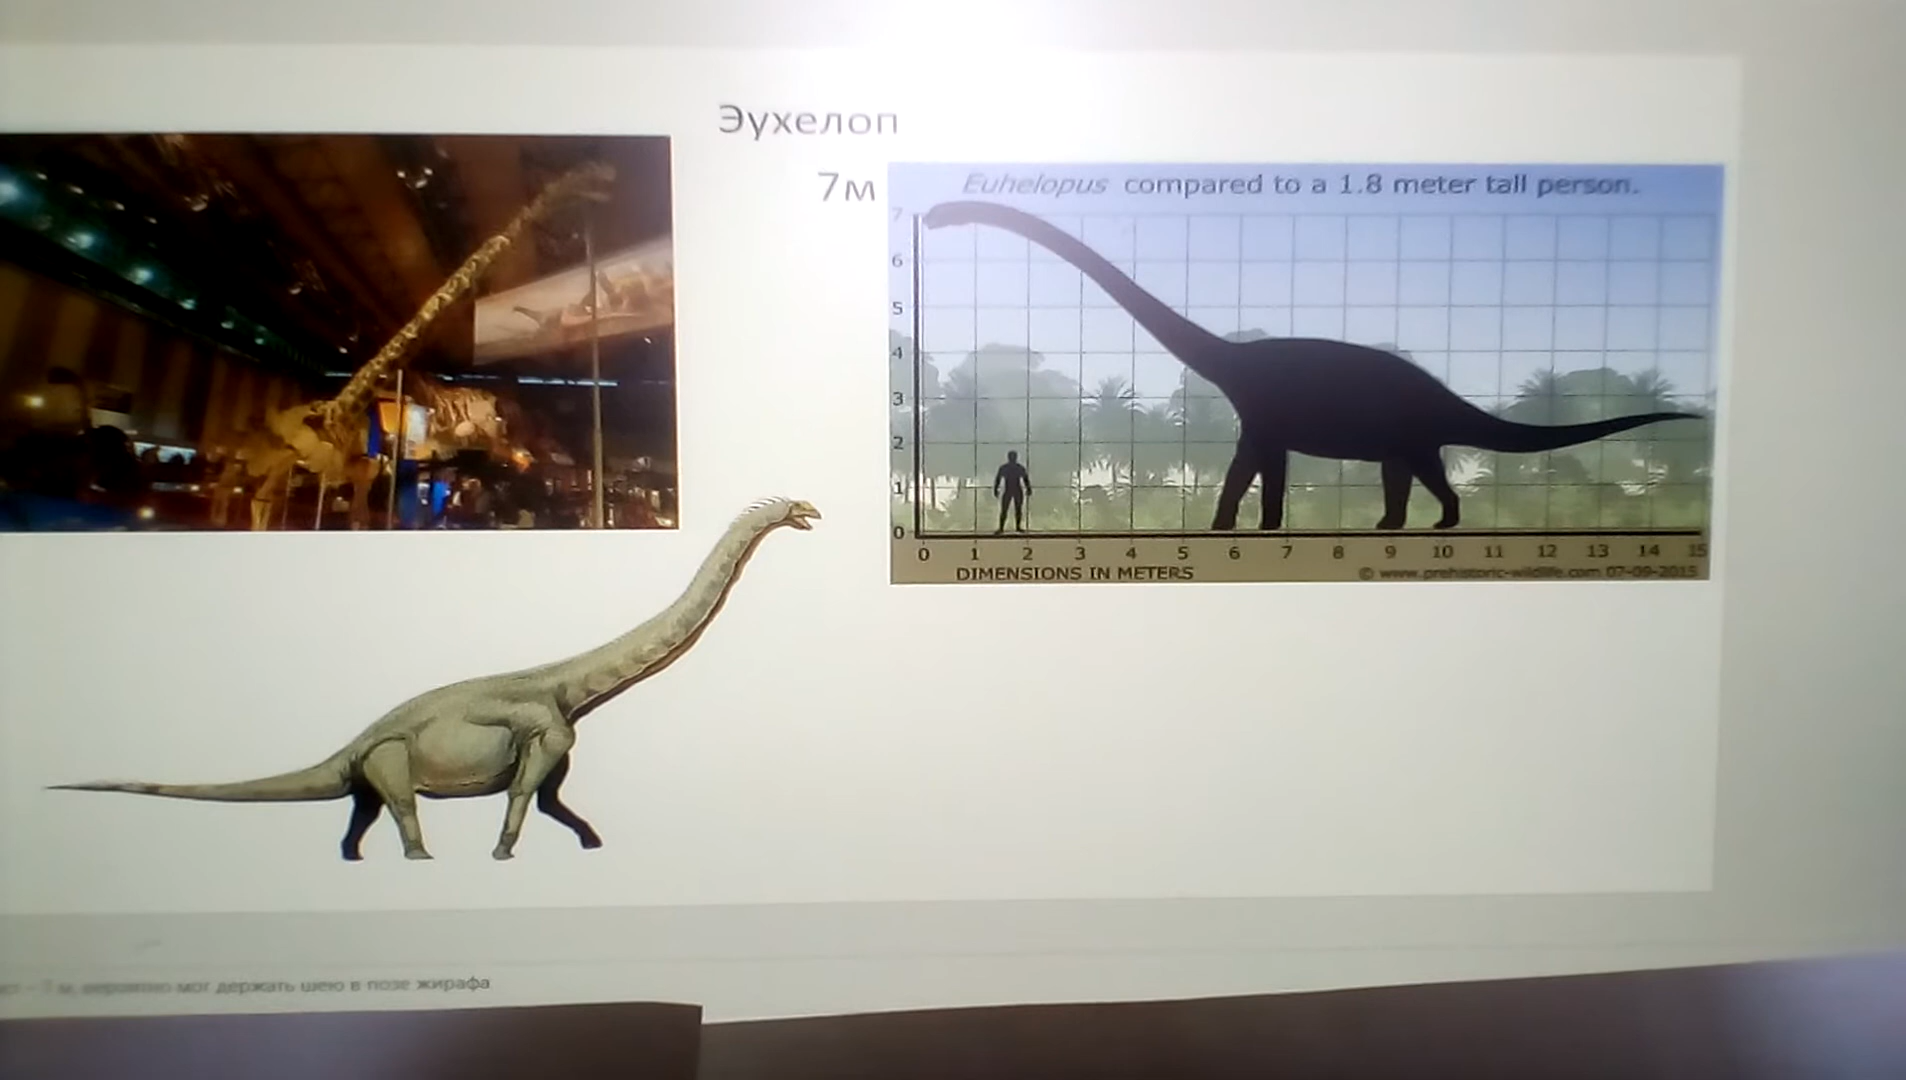 Эухелоп
7м
Euhelopus compared to a 1.8 meter tall person.
7
6
5
4
3
2
1
0
0 1 2 3 4 5 6 7 8 9 10 11 12 13 14 15
DIMENSIONS IN METERS
© www.prehistoric-wildlife.com 07-09-2015
м, вероятно мог держать шею в позе жирафа